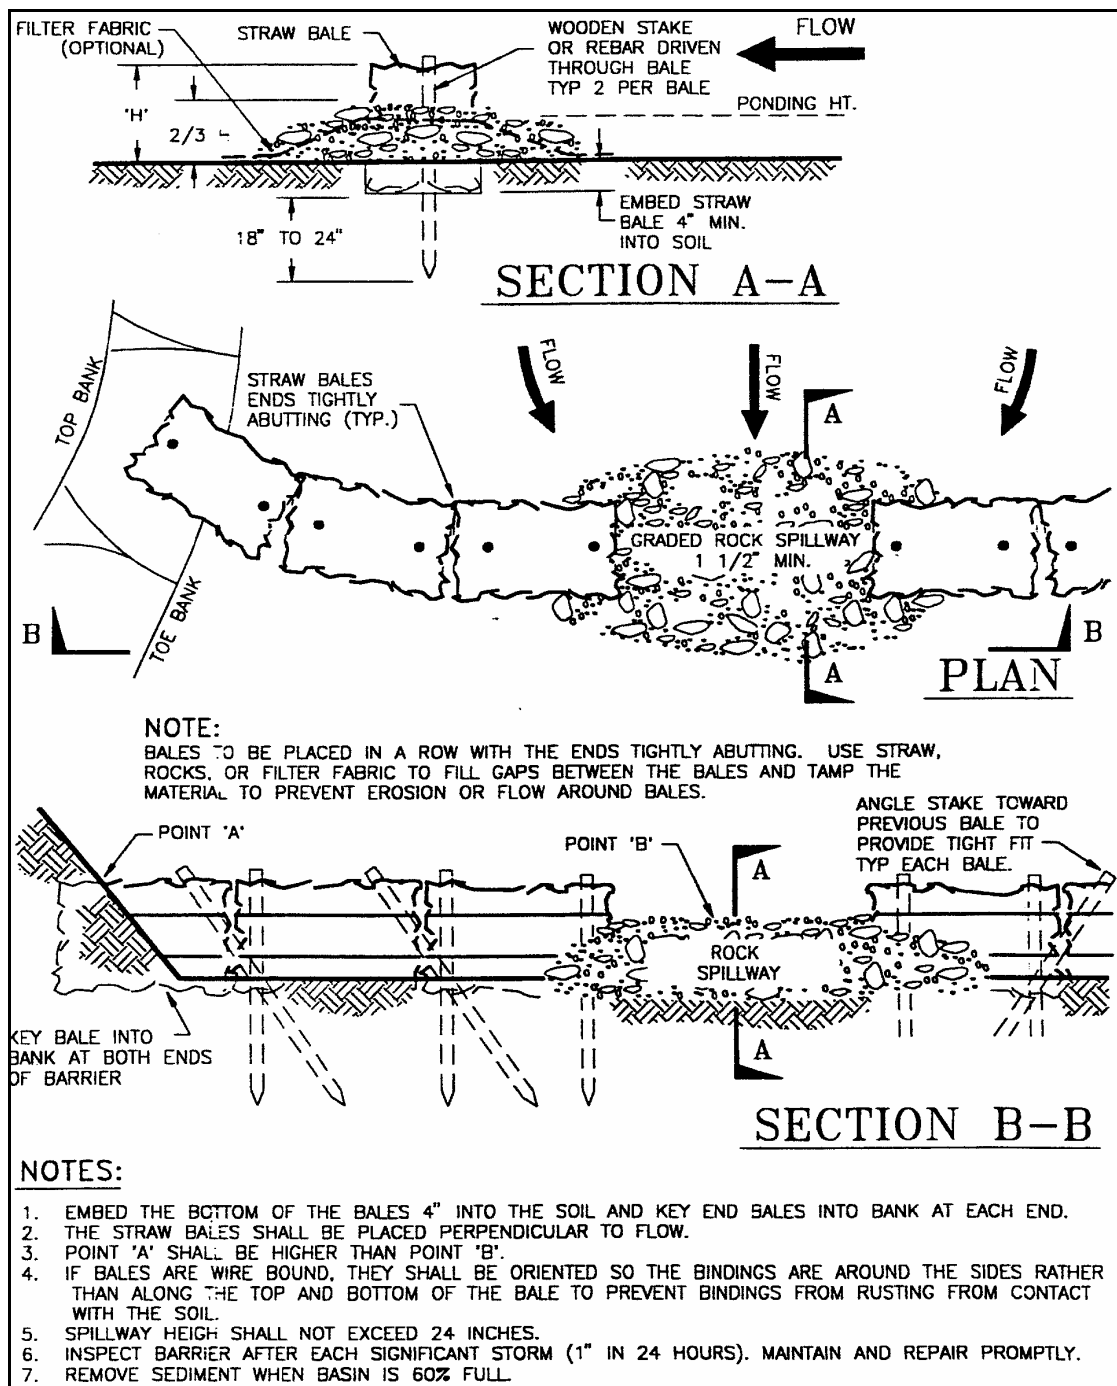 FILTER FABRIC
(OPTIONAL)
STRAW BALE
WOODEN STAKE
OR REBAR DRIVEN
THROUGH BALE
TYP 2 PER BALE
FLOW
PONDING HT.
'H'
2/3
EMBED STRAW
BALE 4" MIN.
INTO SOIL
18" TO 24"
SECTION A-A
TOP BANK
STRAW BALES
ENDS TIGHTLY
ABUTTING (TYP.)
FLOW
FLOW
FLOW
A
GRADED ROCK SPILLWAY
1 1/2" MIN.
TOE BANK
B
B
A
PLAN
NOTE:
BALES TO BE PLACED IN A ROW WITH THE ENDS TIGHTLY ABUTTING. USE STRAW,
ROCKS, OR FILTER FABRIC TO FILL GAPS BETWEEN THE BALES AND TAMP THE
MATERIAL TO PREVENT EROSION OR FLOW AROUND BALES.
POINT 'A'
POINT 'B'
A
ANGLE STAKE TOWARD
PREVIOUS BALE TO
PROVIDE TIGHT FIT
TYP EACH BALE.
ROCK
SPILLWAY
KEY BALE INTO
BANK AT BOTH ENDS
OF BARRIER
A
SECTION B-B
NOTES:
1. EMBED THE BOTTOM OF THE BALES 4" INTO THE SOIL AND KEY END BALES INTO BANK AT EACH END.
2. THE STRAW BALES SHALL BE PLACED PERPENDICULAR TO FLOW.
3. POINT 'A' SHALL BE HIGHER THAN POINT 'B'.
4. IF BALES ARE WIRE BOUND, THEY SHALL BE ORIENTED SO THE BINDINGS ARE AROUND THE SIDES RATHER
THAN ALONG THE TOP AND BOTTOM OF THE BALE TO PREVENT BINDINGS FROM RUSTING FROM CONTACT
WITH THE SOIL.
5. SPILLWAY HEIGH SHALL NOT EXCEED 24 INCHES.
6. INSPECT BARRIER AFTER EACH SIGNIFICANT STORM (1" IN 24 HOURS). MAINTAIN AND REPAIR PROMPTLY.
7. REMOVE SEDIMENT WHEN BASIN IS 60% FULL